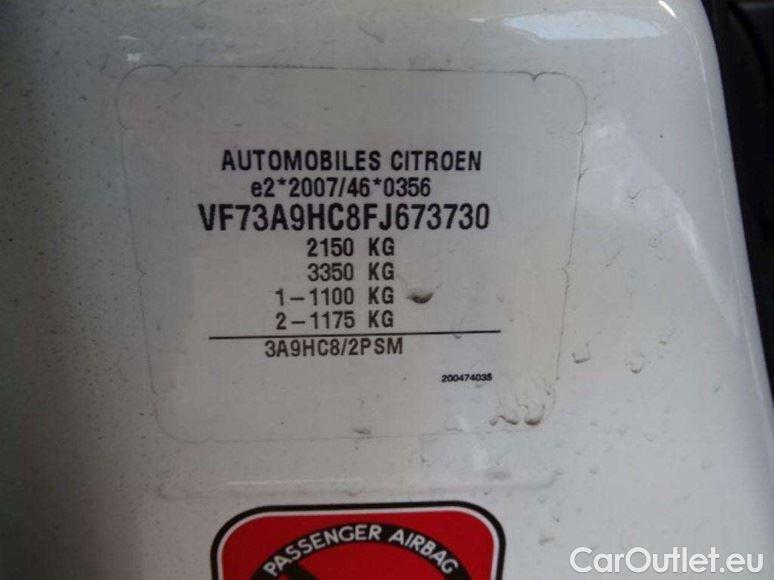 AUTOMOBILES CITROEN
e2*2007/46*0356
VF73A9HC8FJ673730
2150 KG
3350 KG
1-1100 KG
2-1175 KG
3A9HC8/2PSM
200474035
PASSENGER AIRBAG
CarOutlet.eu